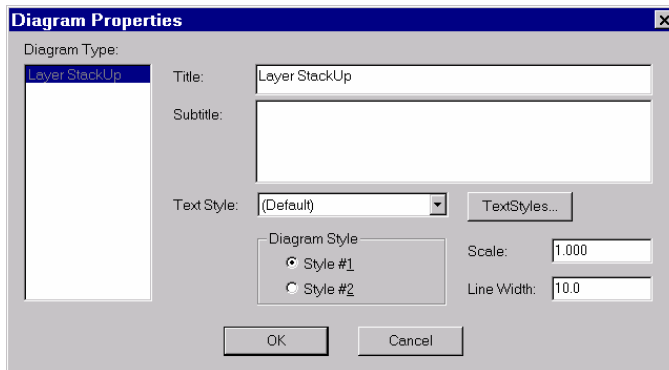 Diagram Properties
Diagram Type:
Layer StackUp
Title:
Layer StackUp
Subtitle:
Text Style:
(Default)
TextStyles...
Diagram Style
Style #1
Style #2
Scale:
1.000
Line Width:
10.0
OK
Cancel